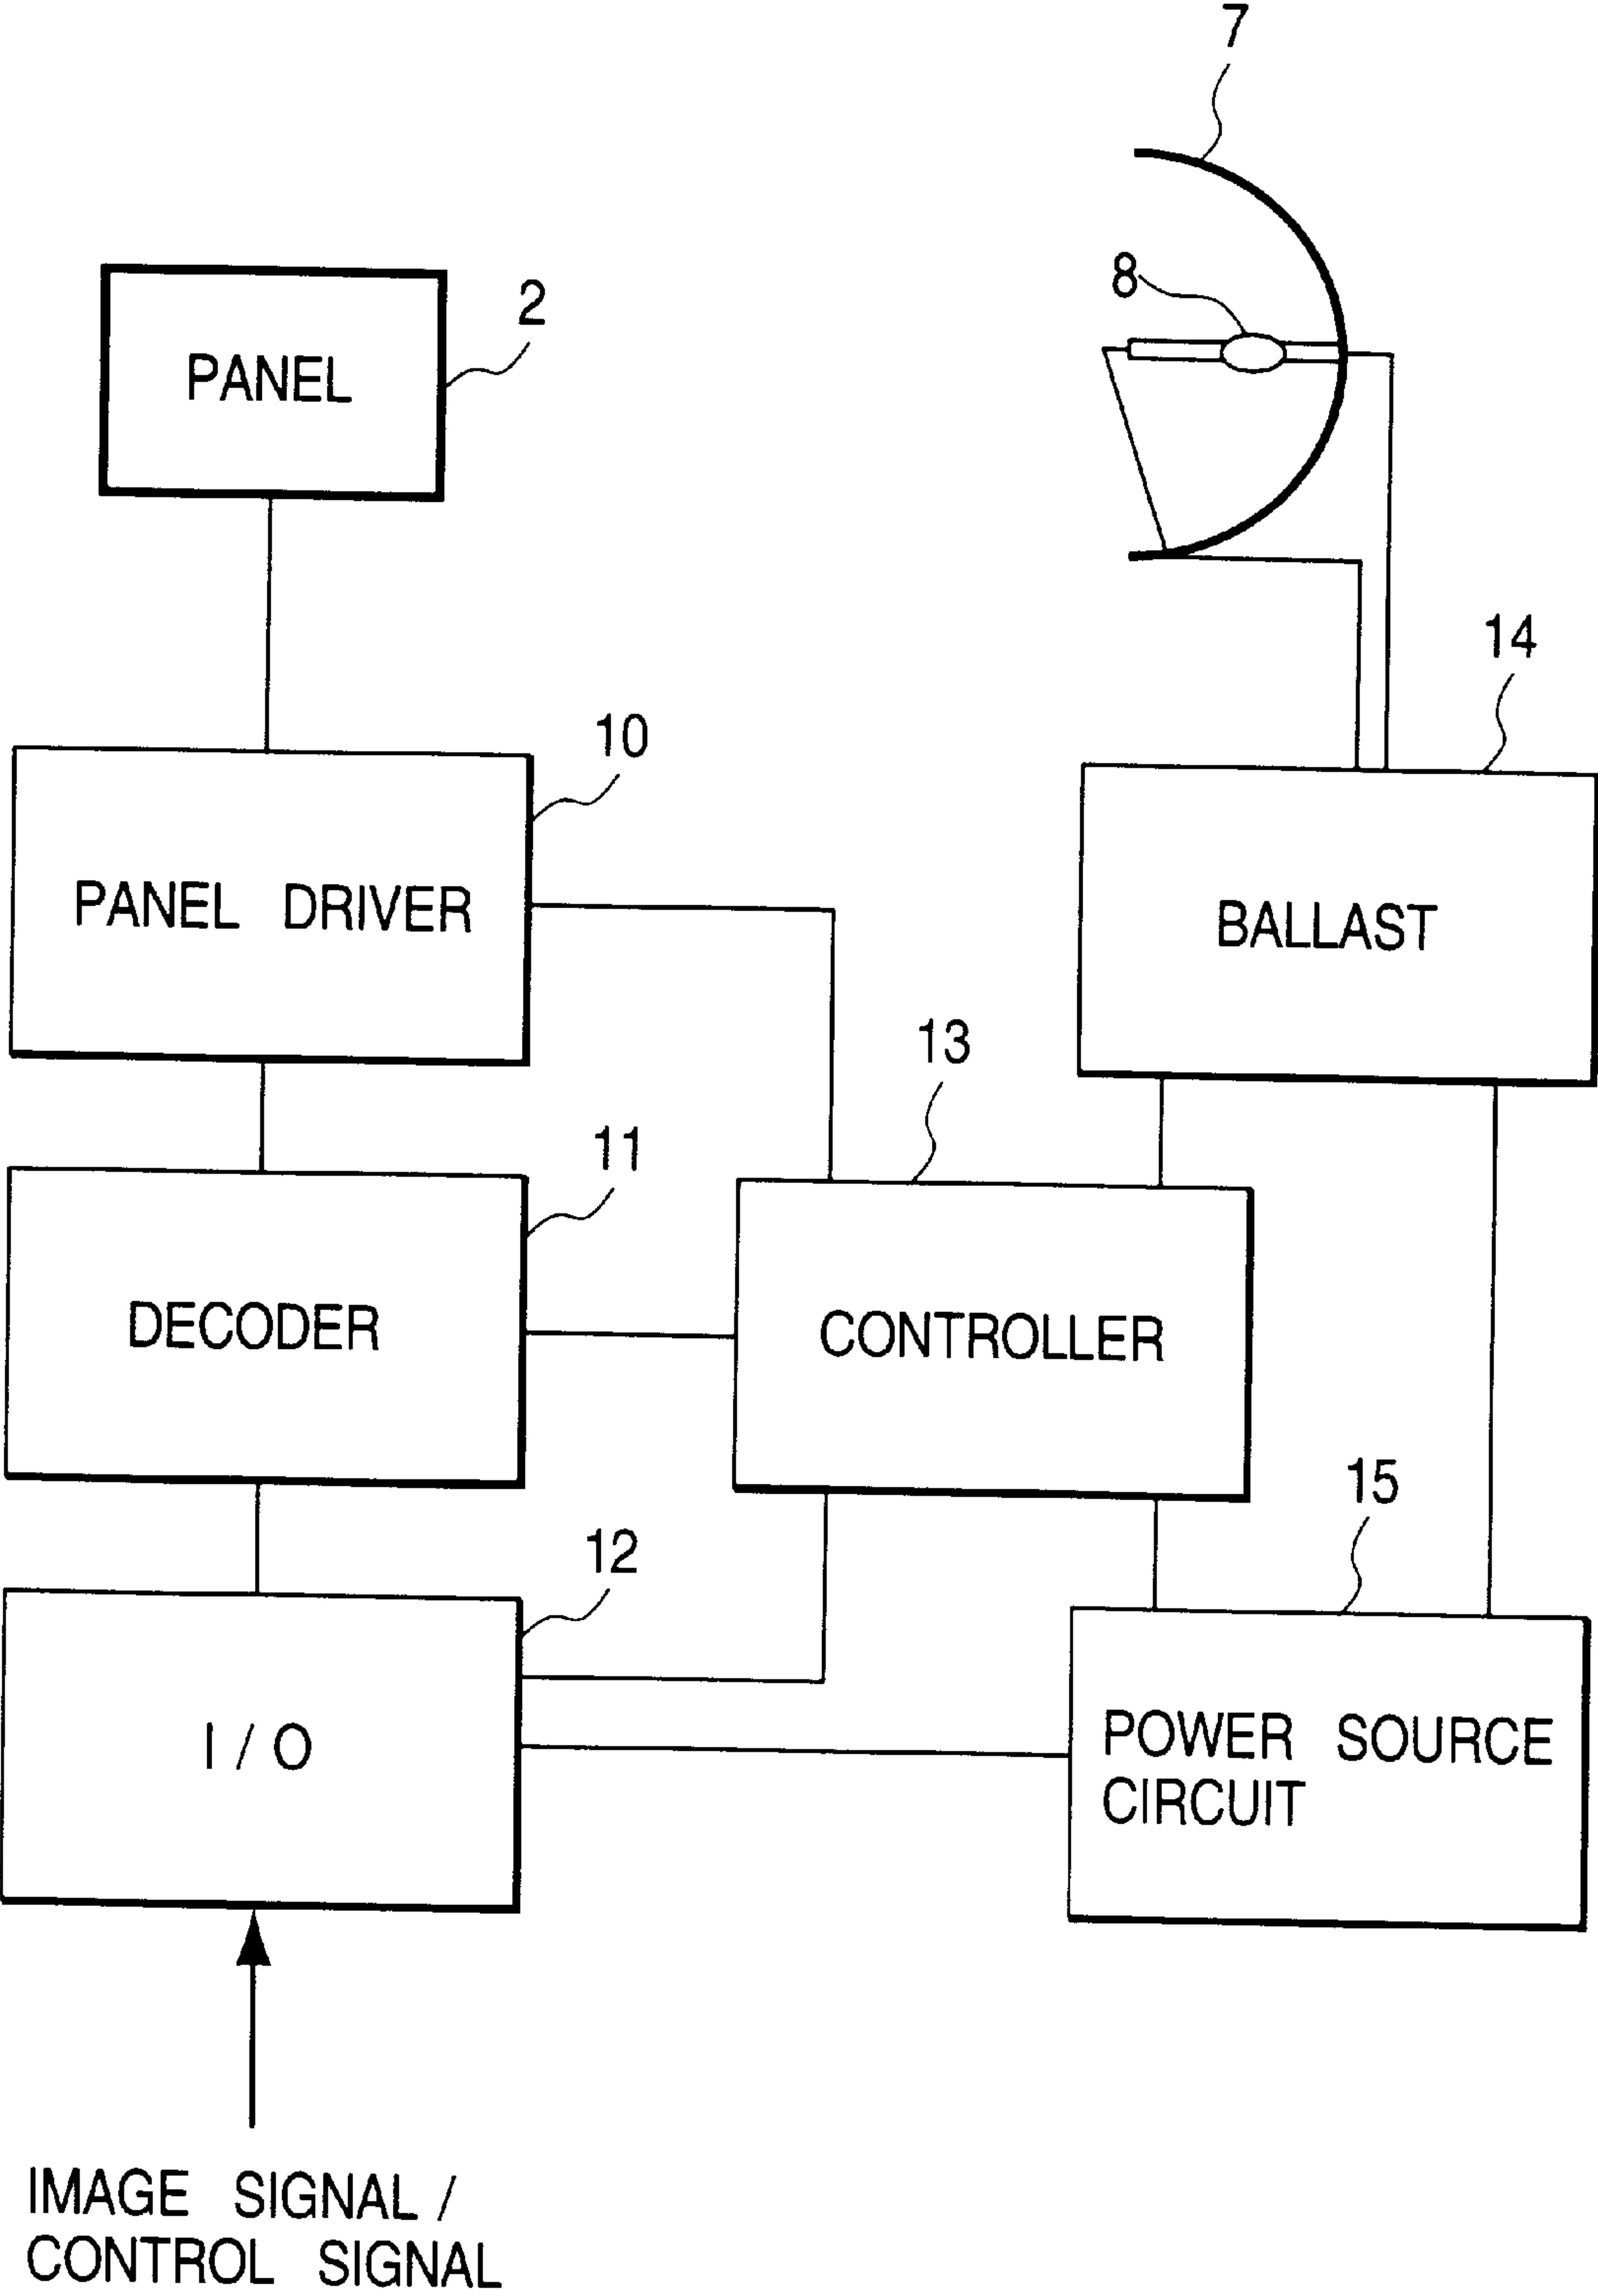 7
8
2
PANEL
14
10
PANEL DRIVER
BALLAST
13
11
DECODER
CONTROLLER
15
12
I / O
POWER SOURCE
CIRCUIT
IMAGE SIGNAL /
CONTROL SIGNAL